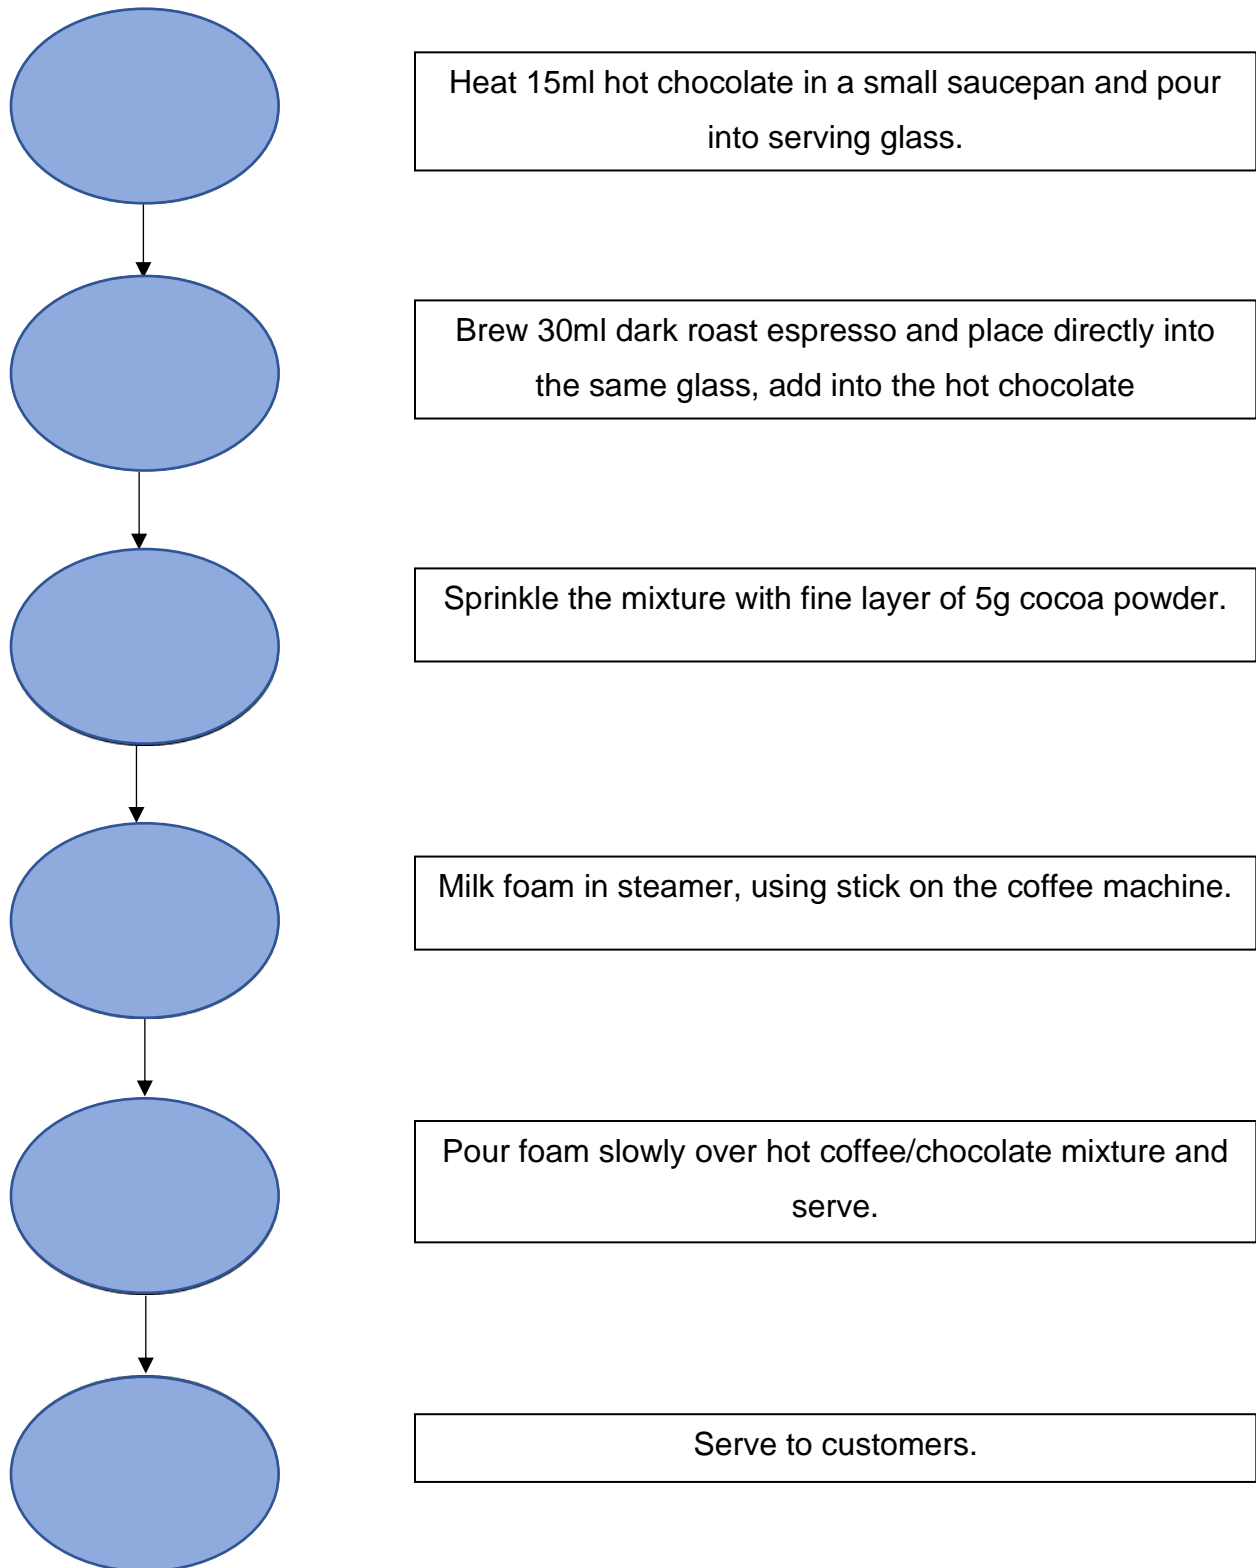 Heat 15ml hot chocolate in a small saucepan and pour
into serving glass.
Brew 30ml dark roast espresso and place directly into
the same glass, add into the hot chocolate
Sprinkle the mixture with fine layer of 5g cocoa powder.
Milk foam in steamer, using stick on the coffee machine.
Pour foam slowly over hot coffee/chocolate mixture and
serve.
Serve to customers.